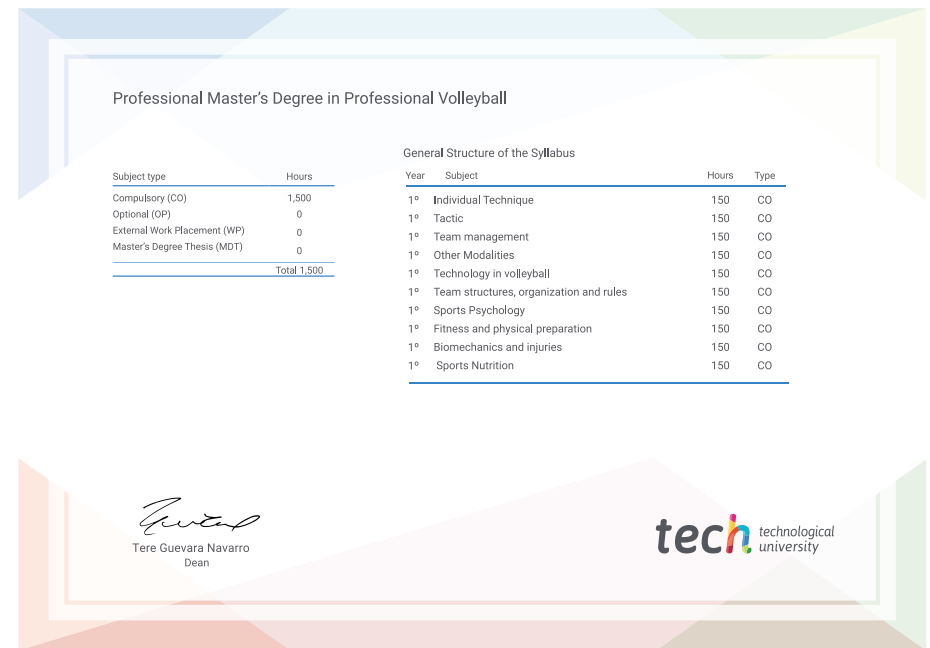 Professional Master's Degree in Professional Volleyball
General Structure of the Syllabus
Subject type Hours
Compulsory (CO) 1,500
Optional (OP) 0
External Work Placement (WP) 0
Master's Degree Thesis (MDT) 0
Total 1,500
Year Subject Hours Type
1º Individual Technique 150 CO
1º Tactic 150 CO
1º Team management 150 CO
1º Other Modalities 150 CO
1º Technology in volleyball 150 CO
1º Team structures, organization and rules 150 CO
1º Sports Psychology 150 CO
1º Fitness and physical preparation 150 CO
1º Biomechanics and injuries 150 CO
1º Sports Nutrition 150 CO
Tere Guevara Navarro
Dean
tech technological
university